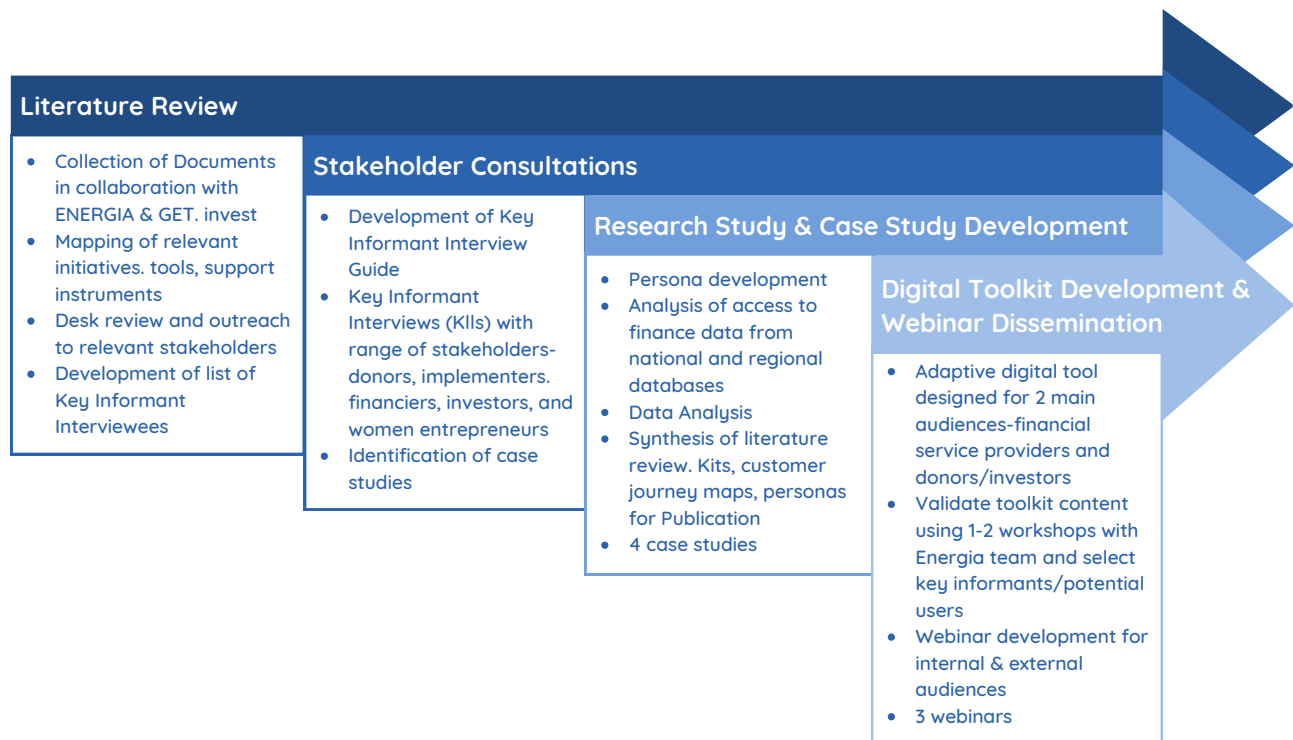 Literature Review
• Collection of Documents
in collaboration with
ENERGIA & GET. invest
• Mapping of relevant
initiatives. tools, support
instruments
• Desk review and outreach
to relevant stakeholders
• Development of list of
Key Informant
Interviewees
Stakeholder Consultations
• Development of Key
Informant Interview
Guide
• Key Informant
Interviews (KIIs) with
range of stakeholders-
donors, implementers.
financiers, investors, and
women entrepreneurs
• Identification of case
studies
Research Study & Case Study Development
• Persona development
• Analysis of access to
finance data from
national and regional
databases
• Data Analysis
• Synthesis of literature
review. Kits, customer
journey maps, personas
for Publication
• 4 case studies
Digital Toolkit Development &
Webinar Dissemination
• Adaptive digital tool
designed for 2 main
audiences-financial
service providers and
donors/investors
• Validate toolkit content
using 1-2 workshops with
Energia team and select
key informants/potential
users
• Webinar development for
internal & external
audiences
• 3 webinars